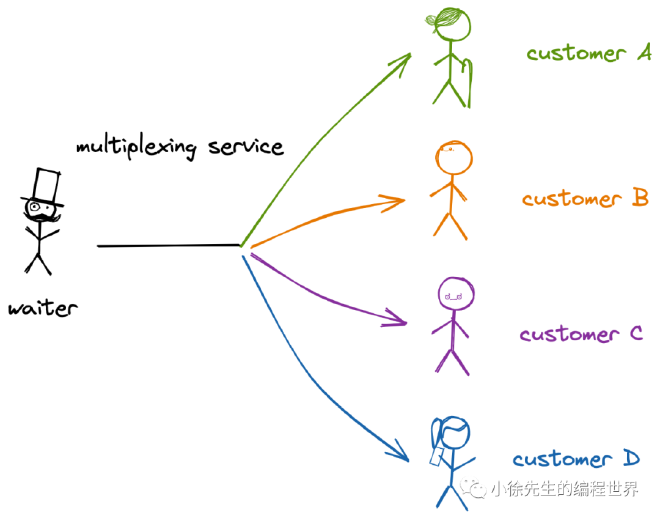 customer A
multiplexing service
customer B
waiter
customer C
customer D
小徐先生的编程世界